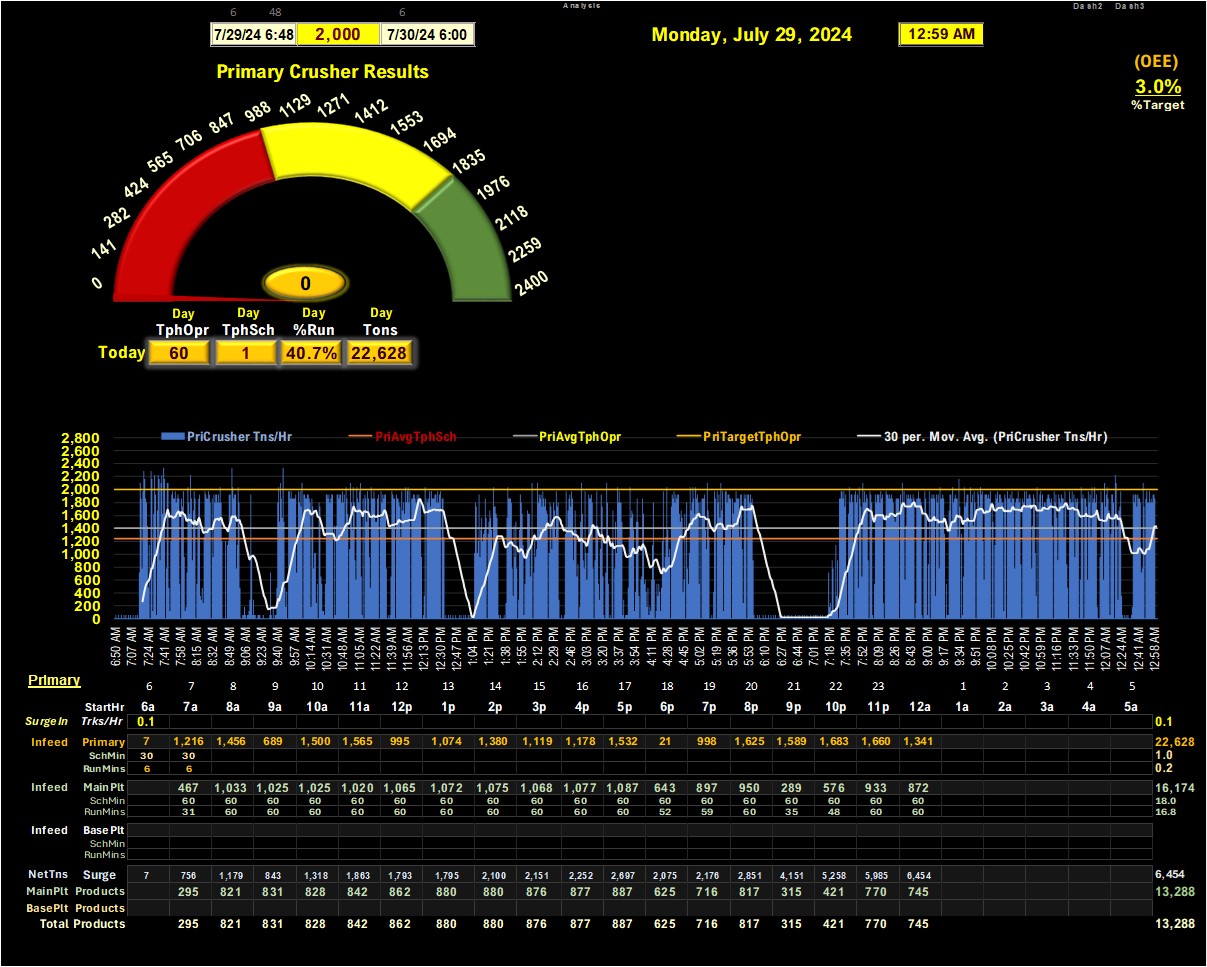 Analysis Dash2 Dash3
6 48 6
7/29/24 6:48 2,000 7/30/24 6:00
Monday, July 29, 2024
12:59 AM
(OEE)
3.0%
%Target
Primary Crusher Results
0 141 282 424 565 706 847 988 1129 1271 1412 1553 1694 1835 1976 2118 2259 2400
0
Day Day Day Day
TphOpr TphSch %Run Tons
Today 60 1 40.7% 22,628
PriCrusher Tns/Hr PriAvgTphSch PriAvgTphOpr PriTargetTphOpr 30 per. Mov. Avg. (PriCrusher Tns/Hr)
2,800
2,600
2,400
2,200
2,000
1,800
1,600
1,400
1,200
1,000
800
600
400
200
0
6:50 AM 7:07 AM 7:24 AM 7:41 AM 7:58 AM 8:15 AM 8:32 AM 8:49 AM 9:06 AM 9:23 AM 9:40 AM 9:57 AM 10:14 AM 10:31 AM 10:48 AM 11:05 AM 11:22 AM 11:39 AM 11:56 AM 12:13 PM 12:30 PM 12:47 PM 1:04 PM 1:21 PM 1:38 PM 1:55 PM 2:12 PM 2:29 PM 2:46 PM 3:03 PM 3:20 PM 3:37 PM 3:54 PM 4:11 PM 4:28 PM 4:45 PM 5:02 PM 5:19 PM 5:36 PM 5:53 PM 6:10 PM 6:27 PM 6:44 PM 7:01 PM 7:18 PM 7:35 PM 7:52 PM 8:09 PM 8:26 PM 8:43 PM 9:00 PM 9:17 PM 9:34 PM 9:51 PM 10:08 PM 10:25 PM 10:42 PM 10:59 PM 11:16 PM 11:33 PM 11:50 PM 12:07 AM 12:24 AM 12:41 AM 12:58 AM
Primary
6 7 8 9 10 11 12 13 14 15 16 17 18 19 20 21 22 23 1 2 3 4 5
StartHr 6a 7a 8a 9a 10a 11a 12p 1p 2p 3p 4p 5p 6p 7p 8p 9p 10p 11p 12a 1a 2a 3a 4a 5a
SurgeIn Trks/Hr 0.1 0.1
Infeed Primary 7 1,216 1,456 689 1,500 1,565 995 1,074 1,380 1,119 1,178 1,532 21 998 1,625 1,589 1,683 1,660 1,341 22,628
SchMin 30 30 1.0
RunMins 6 6 0.2
Infeed MainPlt 467 1,033 1,025 1,025 1,020 1,065 1,072 1,075 1,068 1,077 1,087 643 897 950 289 576 933 872 16,174
SchMin 60 60 60 60 60 60 60 60 60 60 60 60 60 60 60 60 60 60 18.0
RunMins 31 60 60 60 60 60 60 60 60 60 60 52 59 60 35 48 60 60 16.8
Infeed Base Plt
SchMin
RunMins
NetTns Surge 7 756 1,179 843 1,318 1,863 1,793 1,795 2,100 2,151 2,252 2,697 2,075 2,176 2,851 4,151 5,258 5,985 6,454 6,454
MainPlt Products 295 821 831 828 842 862 880 880 876 877 887 625 716 817 315 421 770 745 13,288
BasePlt Products
Total Products 295 821 831 828 842 862 880 880 876 877 887 625 716 817 315 421 770 745 13,288